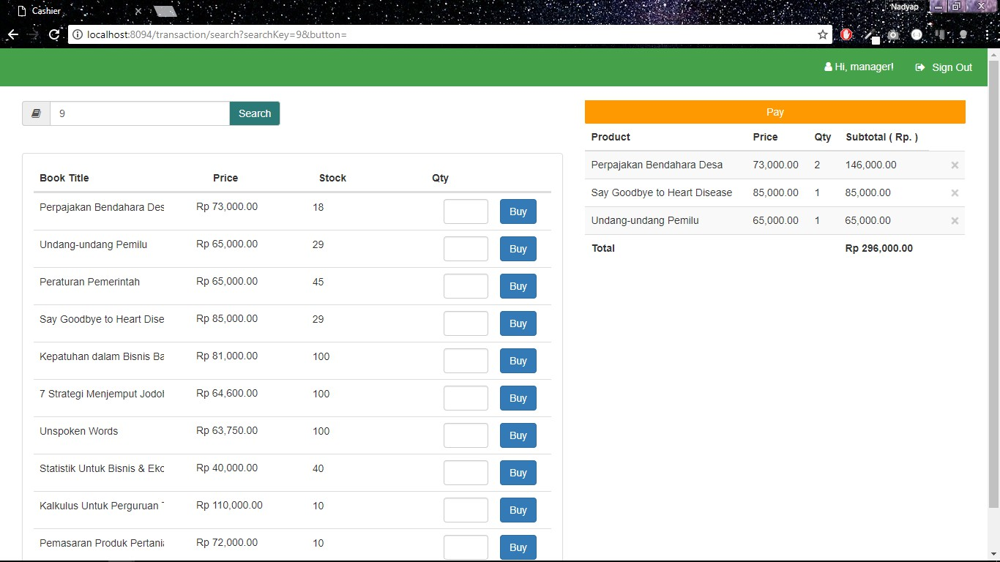 Cashier
Nadyap
localhost:8094/transaction/search?searchKey=9&button=
Hi, manager!
Sign Out
9
Search
Book Title Price Stock Qty
Perpajakan Bendahara Des Rp 73,000.00 18 Buy
Undang-undang Pemilu Rp 65,000.00 29 Buy
Peraturan Pemerintah Rp 65,000.00 45 Buy
Say Goodbye to Heart Dise Rp 85,000.00 29 Buy
Kepatuhan dalam Bisnis Ba Rp 81,000.00 100 Buy
7 Strategi Menjemput Jodoh Rp 64,600.00 100 Buy
Unspoken Words Rp 63,750.00 100 Buy
Statistik Untuk Bisnis & Eko Rp 40,000.00 40 Buy
Kalkulus Untuk Perguruan Rp 110,000.00 10 Buy
Pemasaran Produk Pertania Rp 72,000.00 10 Buy
Pay
Product Price Qty Subtotal ( Rp. )
Perpajakan Bendahara Desa 73,000.00 2 146,000.00 ×
Say Goodbye to Heart Disease 85,000.00 1 85,000.00 ×
Undang-undang Pemilu 65,000.00 1 65,000.00 ×
Total Rp 296,000.00